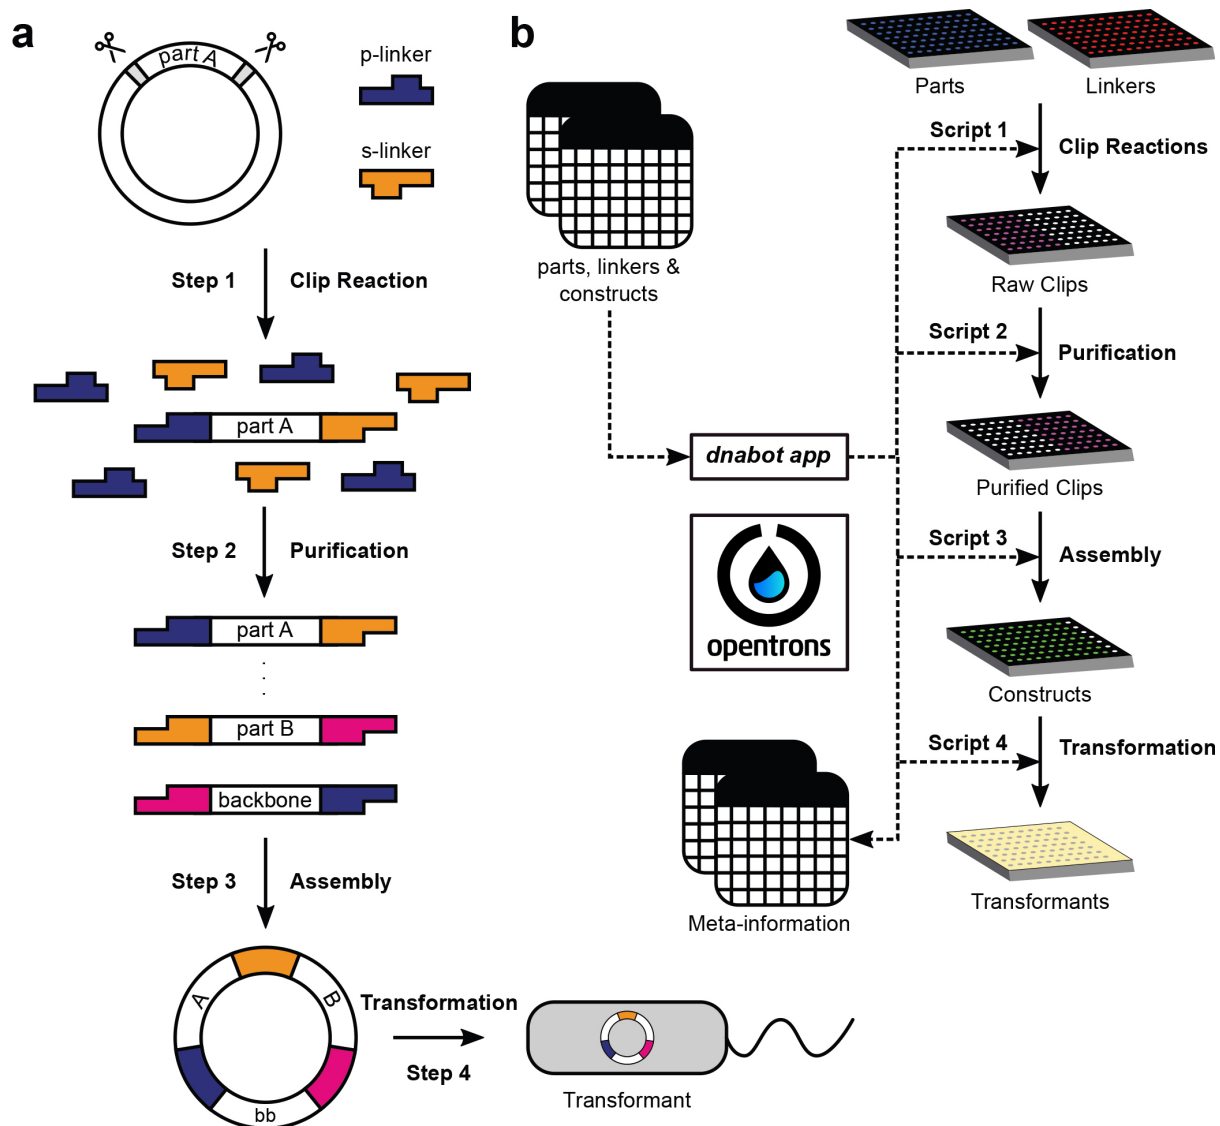 a
part A
p-linker
s-linker
Step 1
Clip Reaction
part A
Step 2
Purification
part A
part B
backbone
Step 3
Assembly
A
B
bb
Transformation
Step 4
Transformant
b
Parts
Linkers
Script 1
Clip Reactions
parts, linkers &
constructs
Raw Clips
Script 2
Purification
dnabot app
Purified Clips
Script 3
Assembly
opentrons
Constructs
Script 4
Transformation
Meta-information
Transformants